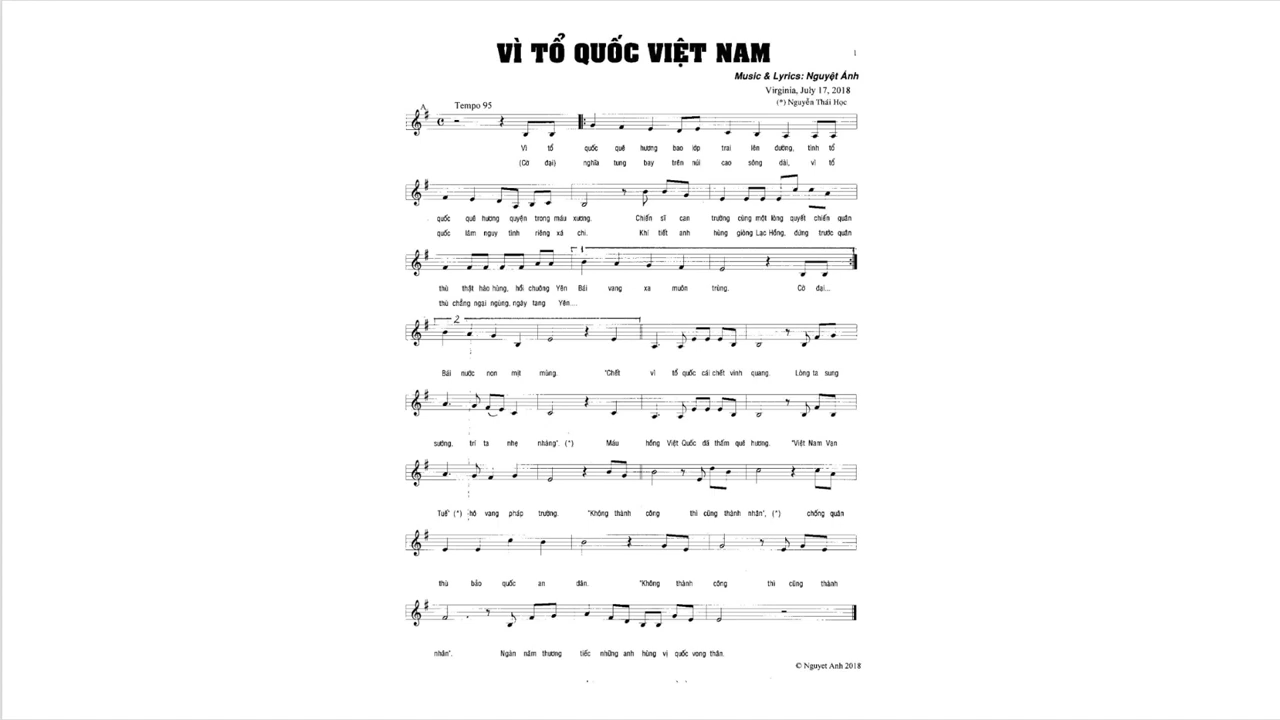 VÌ TỔ QUỐC VIỆT NAM
1
Music & Lyrics: Nguyệt Ánh
Virginia, July 17, 2018
(*) Nguyễn Thái Học
A
Tempo 95
Vì tổ quốc quê hương bao lớp trai lên đường, tình tổ
(Cờ đại) nghĩa tung bay trên núi cao sông dài, vì tổ
quốc quê hương quyện trong máu xương. Chiến sĩ can trường cùng một lòng quyết chiến quân
quốc lâm nguy tình riêng xá chi. Khí tiết anh hùng giòng Lạc Hồng, đứng trước quân
1
thù thật hào hùng, hồi chuông Yên Bái vang xa muôn trùng. Cờ đại...
thù chẳng ngại ngùng, ngày tang Yên...
2
Bái nước non mịt mùng. "Chết vì tổ quốc cái chết vinh quang. Lòng ta sung
sướng, trí ta nhẹ nhàng". (*) Máu hồng Việt Quốc đã thấm quê hương. "Việt Nam Vạn
Tuế" (*) hô vang pháp trường. "Không thành công thì cũng thành nhân", (*) chống quân
thù bảo quốc an dân. "Không thành công thì cũng thành
nhân". Ngàn năm thương tiếc những anh hùng vị quốc vong thân.
© Nguyet Anh 2018